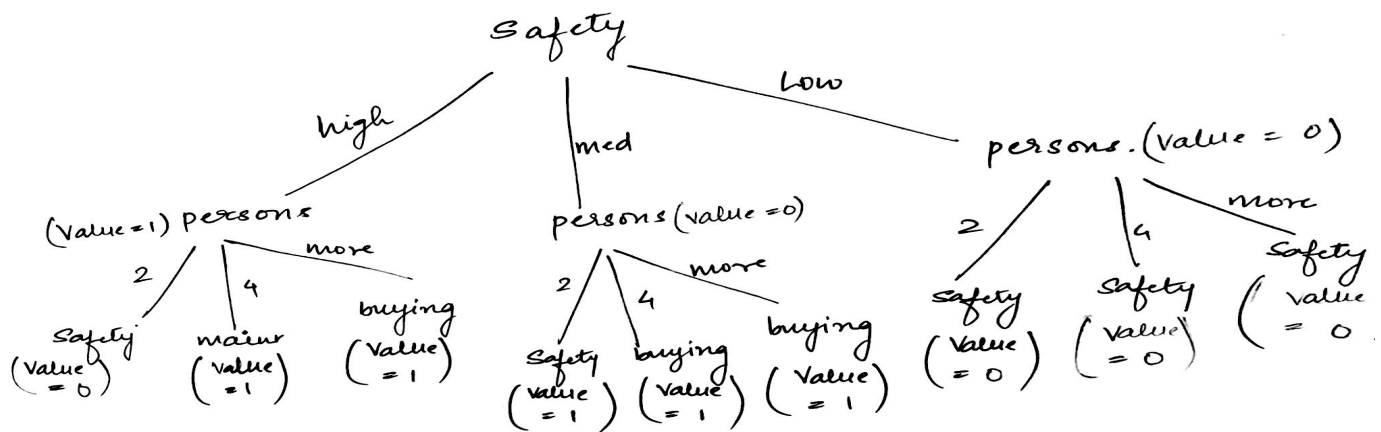 Safety
high
med
Low
(Value = 1) persons
persons (value = 0)
persons. (value = 0)
2
4
more
2
4
more
2
4
more
Safety
(Value = 0)
maint
(value = 1)
buying
(Value = 1)
Safety
(value = 1)
buying
(value = 1)
buying
(Value = 1)
Safety
(Value = 0)
Safety
(value = 0)
Safety
(value = 0)